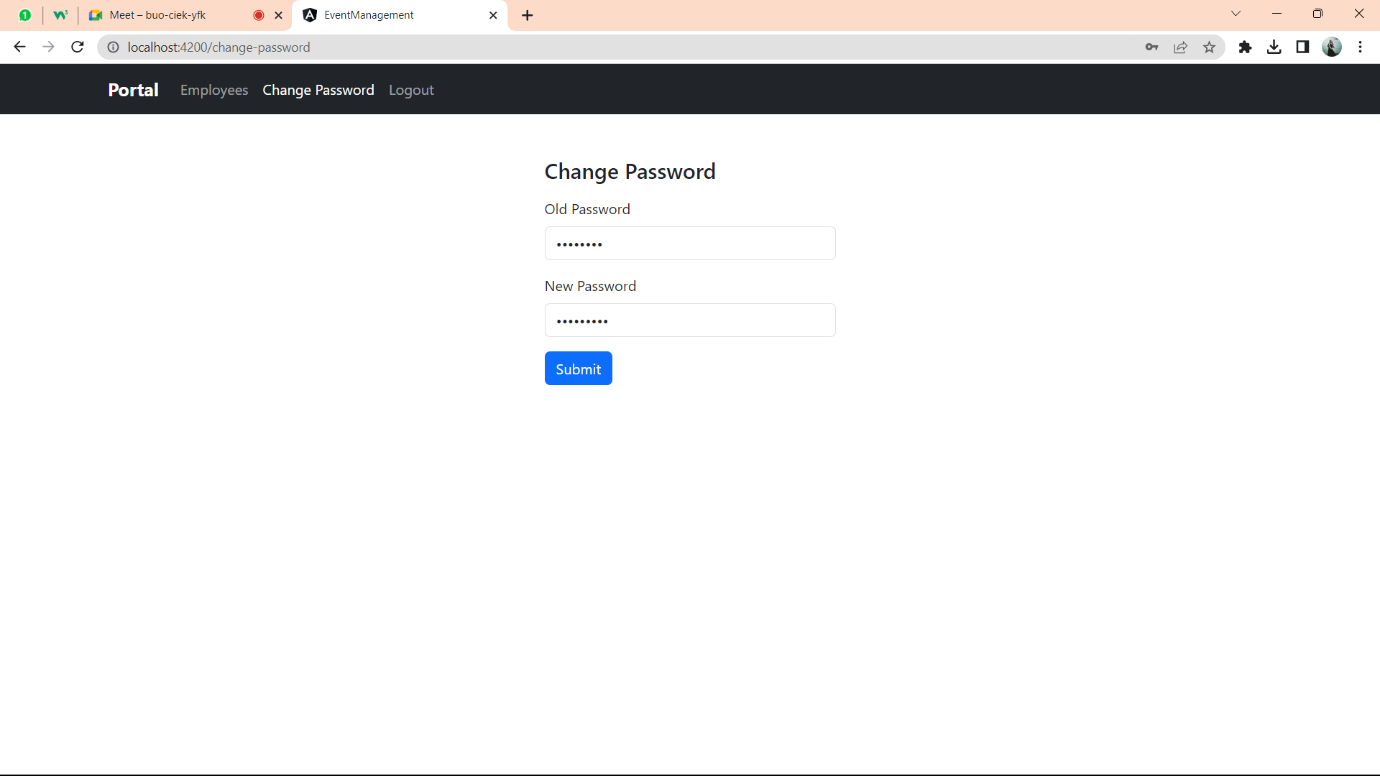 1
Meet – buo-ciek-yfk
EventManagement
localhost:4200/change-password
Portal Employees Change Password Logout
Change Password
Old Password
••••••••
New Password
•••••••••
Submit